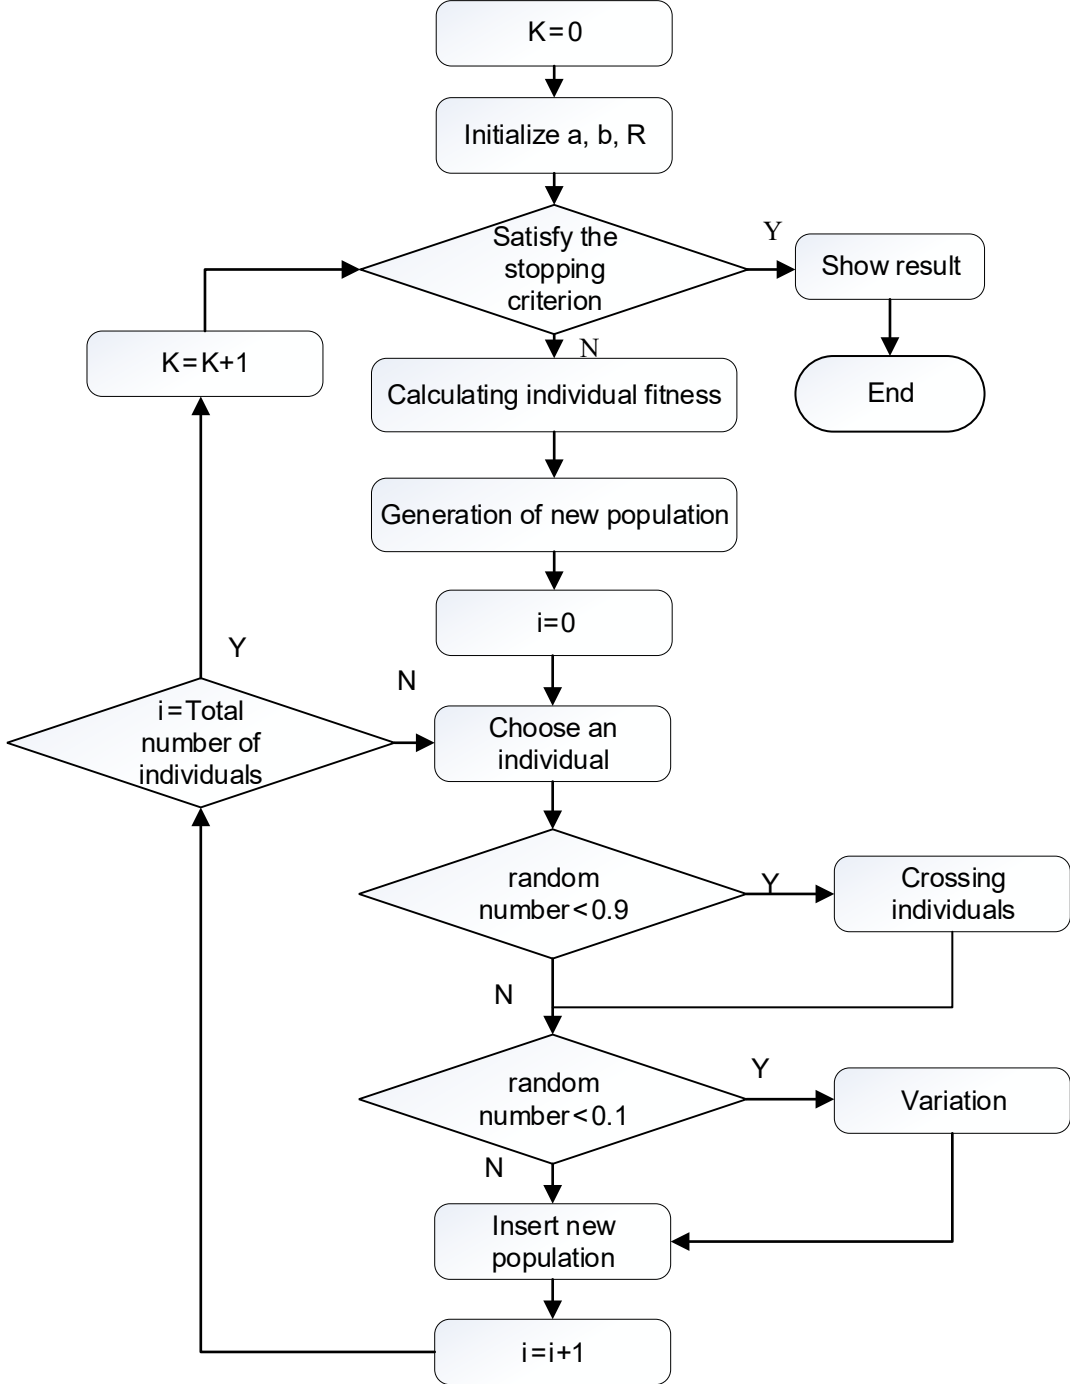 K=0
Initialize a, b, R
Satisfy the
stopping
criterion
Y
Show result
N
K=K+1
Calculating individual fitness
End
Generation of new population
i=0
Y
N
i=Total
number of
individuals
Choose an
individual
random
number<0.9
Y
Crossing
individuals
N
random
number<0.1
Y
Variation
N
Insert new
population
i=i+1